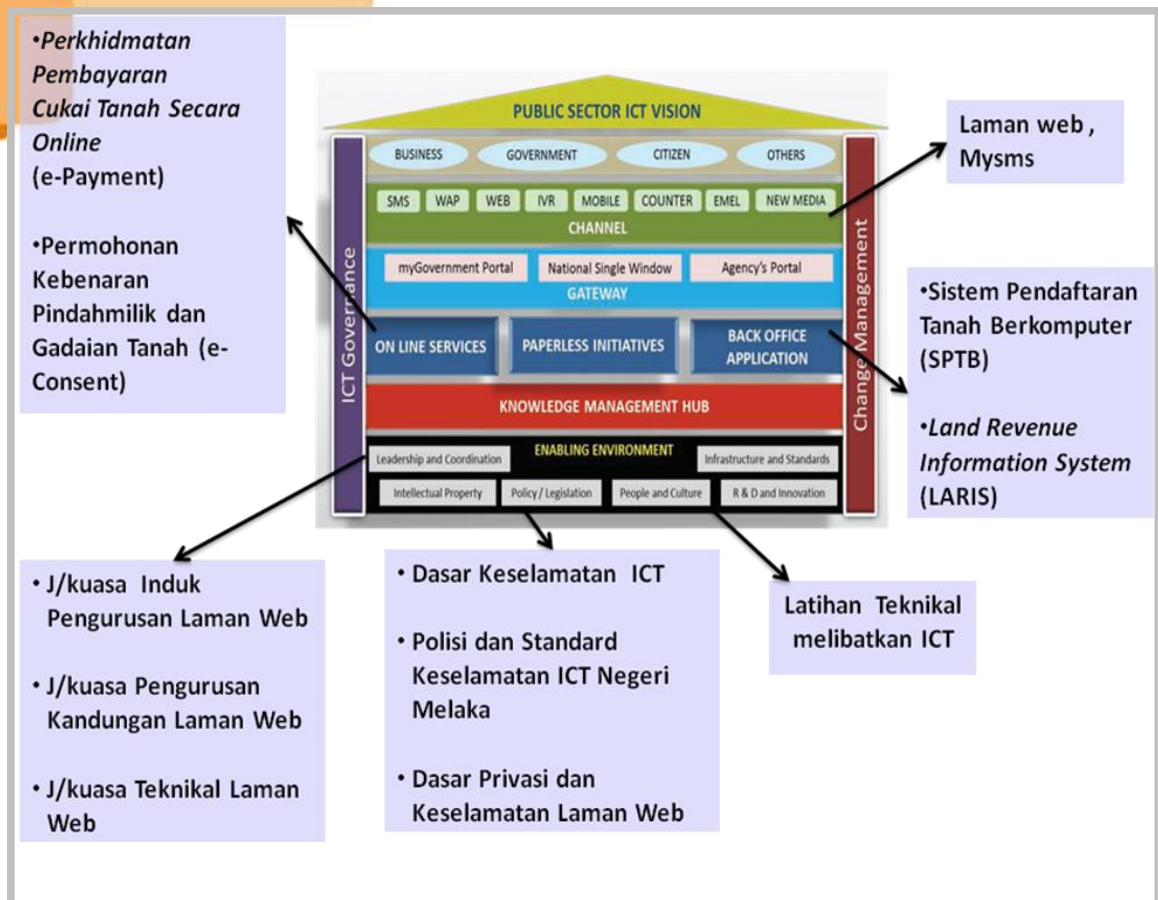 •Perkhidmatan
Pembayaran
Cukai Tanah Secara
Online
(e-Payment)
•Permohonan
Kebenaran
Pindahmilik dan
Gadaian Tanah (e-
Consent)
PUBLIC SECTOR ICT VISION
BUSINESS GOVERNMENT CITIZEN OTHERS
SMS WAP WEB IVR MOBILE COUNTER EMEL NEW MEDIA
CHANNEL
myGovernment Portal National Single Window Agency's Portal
GATEWAY
ON LINE SERVICES PAPERLESS INITIATIVES BACK OFFICE
APPLICATION
KNOWLEDGE MANAGEMENT HUB
ENABLING ENVIRONMENT
Leadership and Coordination Infrastructure and Standards
Intellectual Property Policy / Legislation People and Culture R & D and Innovation
ICT Governance
Change Management
Laman web ,
Mysms
•Sistem Pendaftaran
Tanah Berkomputer
(SPTB)
•Land Revenue
Information System
(LARIS)
• J/kuasa Induk
Pengurusan Laman Web
• J/kuasa Pengurusan
Kandungan Laman Web
• J/kuasa Teknikal Laman
Web
• Dasar Keselamatan ICT
• Polisi dan Standard
Keselamatan ICT Negeri
Melaka
• Dasar Privasi dan
Keselamatan Laman Web
Latihan Teknikal
melibatkan ICT